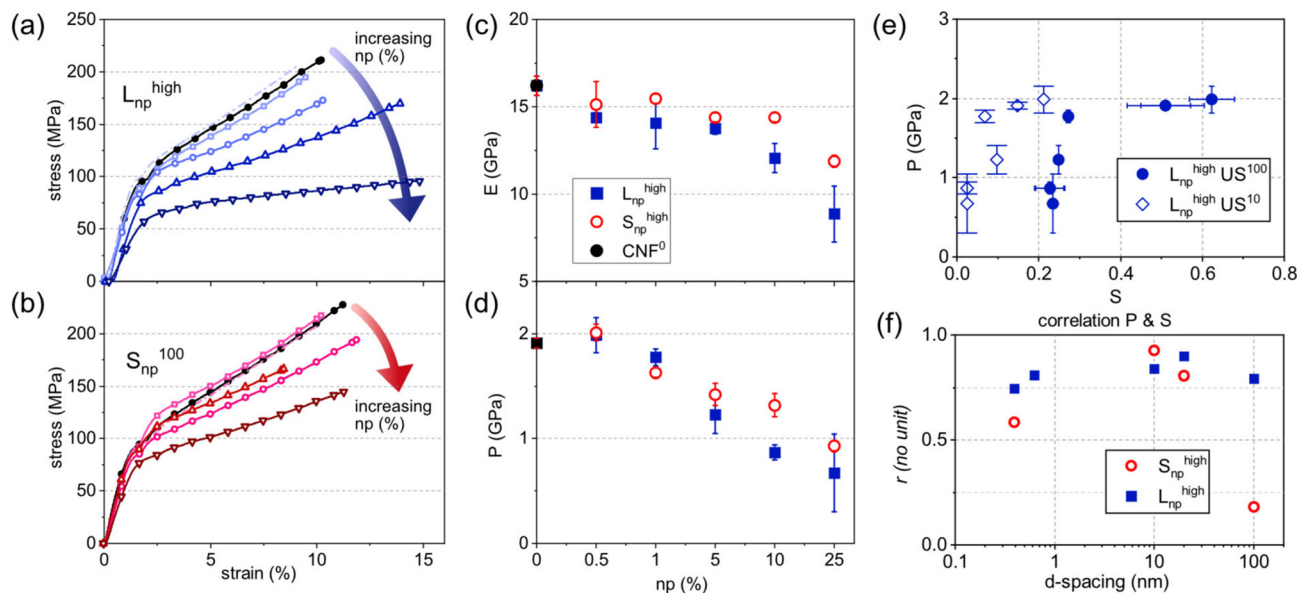 (a)
L_np^high
increasing
np (%)
stress (MPa)
250
200
150
100
50
0
(b)
S_np^100
increasing
np (%)
stress (MPa)
250
200
150
100
50
0
0 5 10 15
strain (%)
(c)
E (GPa)
20
15
10
5
L_np^high
S_np^high
CNF^0
(d)
P (GPa)
2
1
0
0 0.5 1 5 10 25
np (%)
(e)
P (GPa)
3
2
1
0
L_np^high US^100
L_np^high US^10
0.0 0.2 0.4 0.6 0.8
S
(f)
correlation P & S
r (no unit)
1.0
0.5
0.0
S_np^high
L_np^high
0.1 1 10 100
d-spacing (nm)